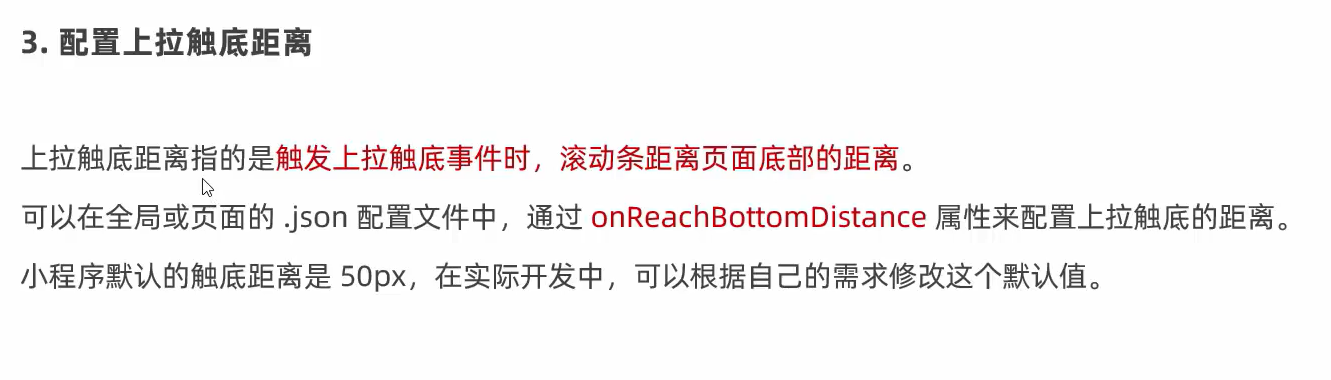 3. 配置上拉触底距离
上拉触底距离指的是触发上拉触底事件时，滚动条距离页面底部的距离。
可以在全局或页面的 .json 配置文件中，通过 onReachBottomDistance 属性来配置上拉触底的距离。
小程序默认的触底距离是 50px，在实际开发中，可以根据自己的需求修改这个默认值。